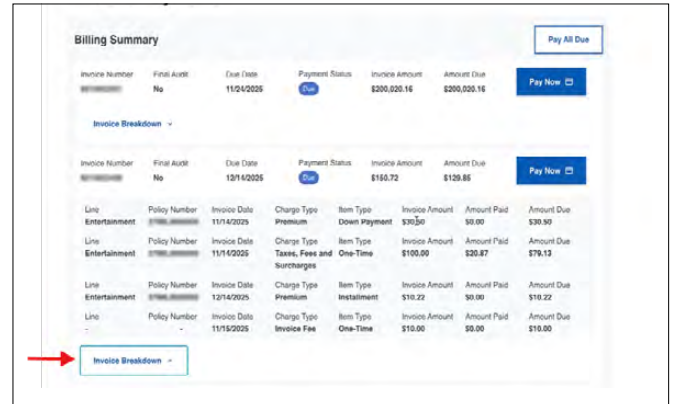 Billing Summary Pay All Due
Invoice Number Final Audit Due Date Payment Status Invoice Amount Amount Due
No 11/24/2025 Due $200,020.16 $200,020.16 Pay Now
Invoice Breakdown
Invoice Number Final Audit Due Date Payment Status Invoice Amount Amount Due
No 12/14/2025 Due $150.72 $129.85 Pay Now
Line Policy Number Invoice Date Charge Type Item Type Invoice Amount Amount Paid Amount Due
Entertainment 11/14/2025 Premium Down Payment $30.50 $0.00 $30.50
Line Policy Number Invoice Date Charge Type Item Type Invoice Amount Amount Paid Amount Due
Entertainment 11/14/2025 Taxes, Fees and One-Time $100.00 $20.87 $79.13
Surcharges
Line Policy Number Invoice Date Charge Type Item Type Invoice Amount Amount Paid Amount Due
Entertainment 12/14/2025 Premium Installment $10.22 $0.00 $10.22
Line Policy Number Invoice Date Charge Type Item Type Invoice Amount Amount Paid Amount Due
- - 11/15/2025 Invoice Fee One-Time $10.00 $0.00 $10.00
Invoice Breakdown